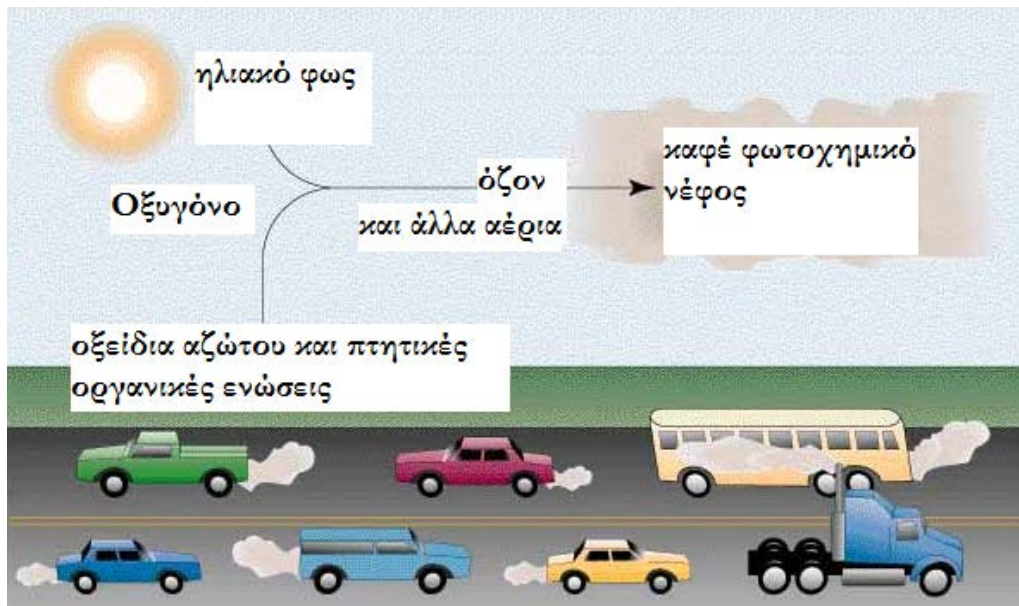 ηλιακό φως
Οξυγόνο
όζον
και άλλα αέρια
καφέ φωτοχημικό
νέφος
οξείδια αζώτου και πτητικές
οργανικές ενώσεις